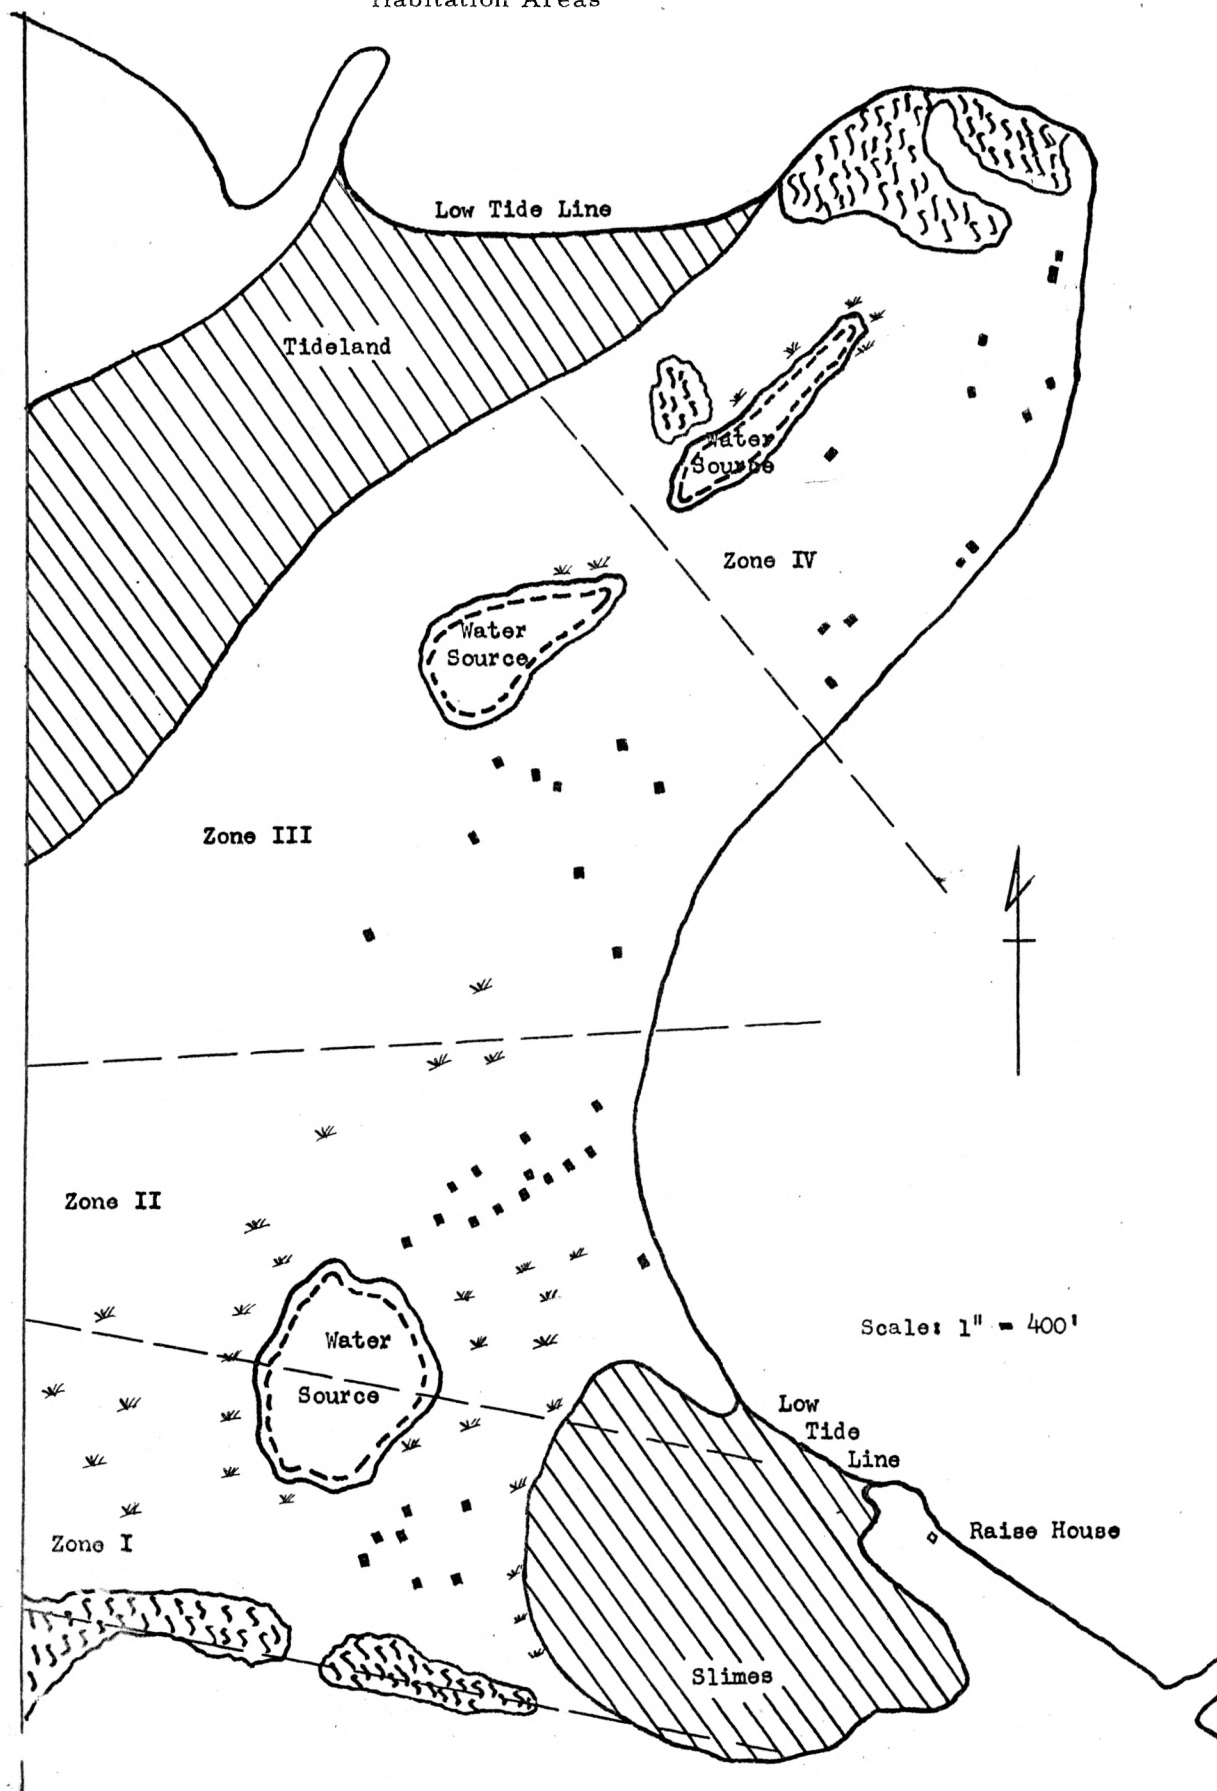 Habitation Areas
Low Tide Line
Tideland
Water
Source
Zone IV
Water
Source
Zone III
Zone II
Scale: 1" = 400'
Water
Source
Low
Tide
Line
Raise House
Zone I
Slimes